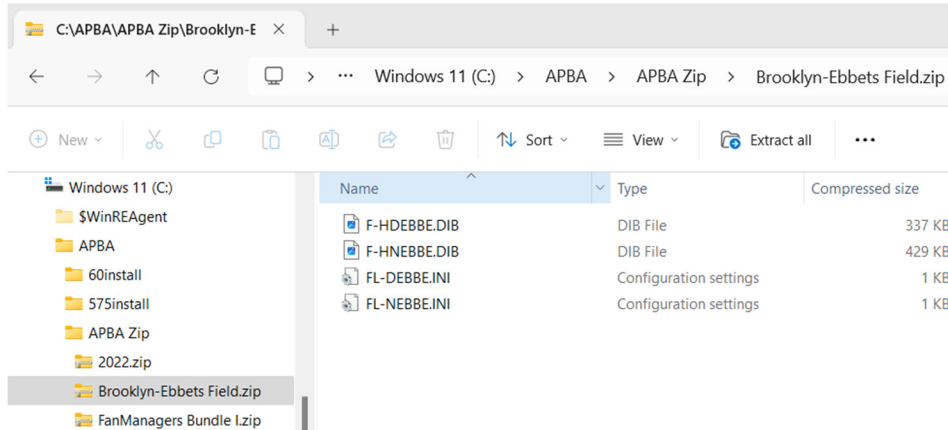 C:\APBA\APBA Zip\Brooklyn-E
Windows 11 (C:) > APBA > APBA Zip > Brooklyn-Ebbets Field.zip
New Sort View Extract all
Windows 11 (C:)
$WinREAgent
APBA
60install
575install
APBA Zip
2022.zip
Brooklyn-Ebbets Field.zip
FanManagers Bundle I.zip
Name Type Compressed size
F-HDEBBE.DIB DIB File 337 KB
F-HNEBBE.DIB DIB File 429 KB
FL-DEBBE.INI Configuration settings 1 KB
FL-NEBBE.INI Configuration settings 1 KB